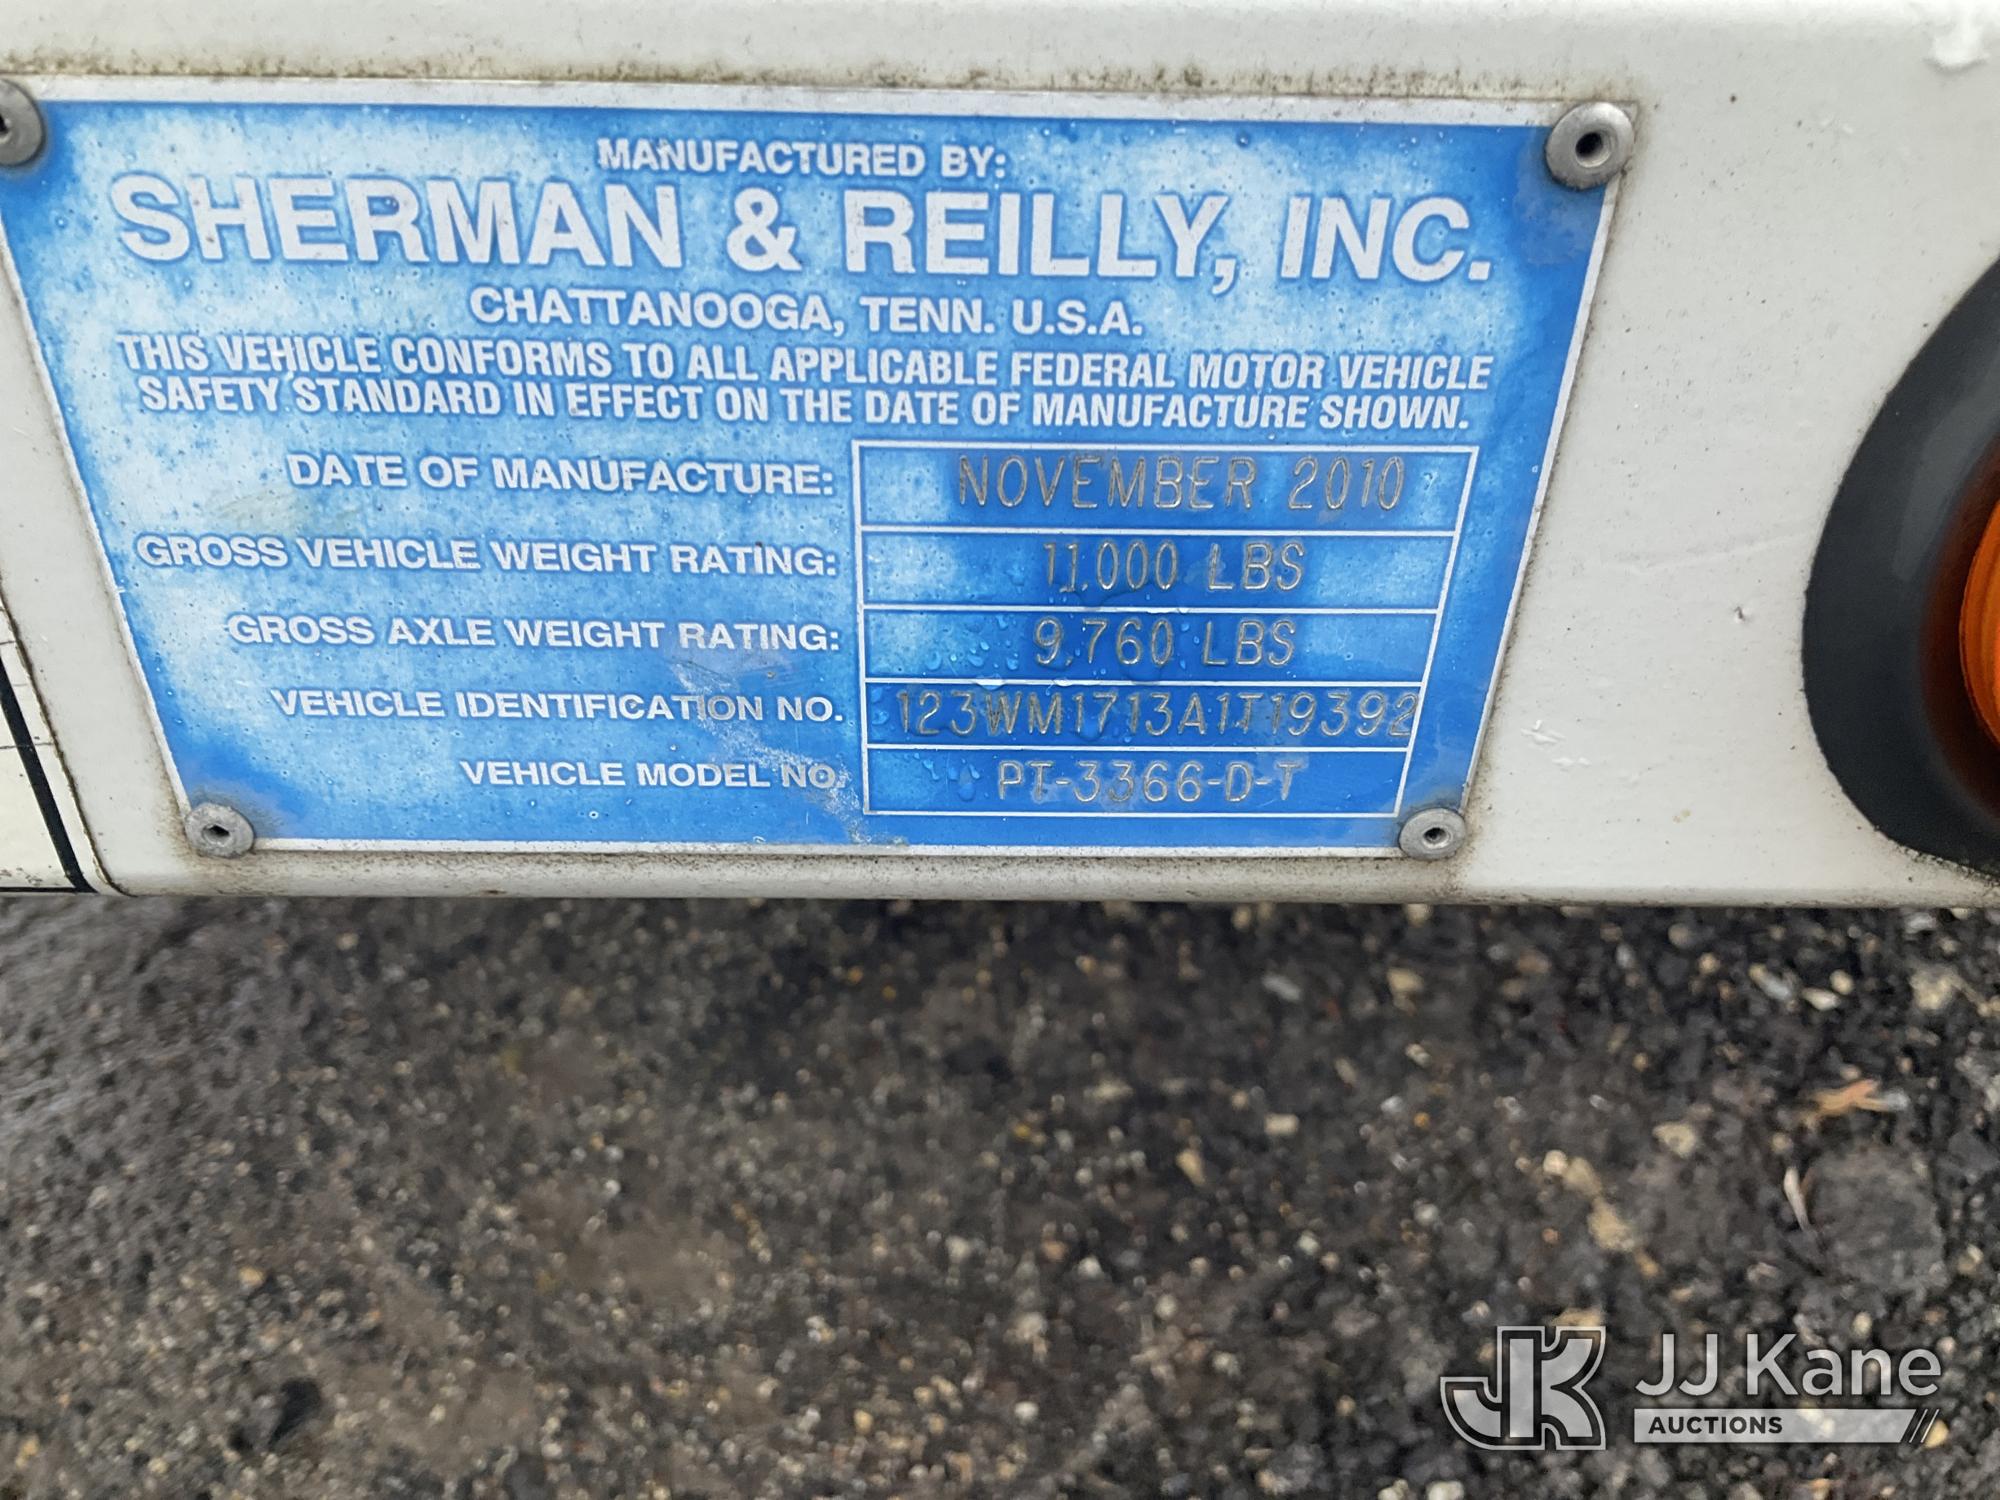 MANUFACTURED BY:
SHERMAN & REILLY, INC.
CHATTANOOGA, TENN. U.S.A.
THIS VEHICLE CONFORMS TO ALL APPLICABLE FEDERAL MOTOR VEHICLE
SAFETY STANDARD IN EFFECT ON THE DATE OF MANUFACTURE SHOWN.
DATE OF MANUFACTURE: NOVEMBER 2010
GROSS VEHICLE WEIGHT RATING: 11,000 LBS
GROSS AXLE WEIGHT RATING: 9,760 LBS
VEHICLE IDENTIFICATION NO. 123WM1713A1T19392
VEHICLE MODEL NO. PT-3366-D-T
JK JJ Kane
AUCTIONS